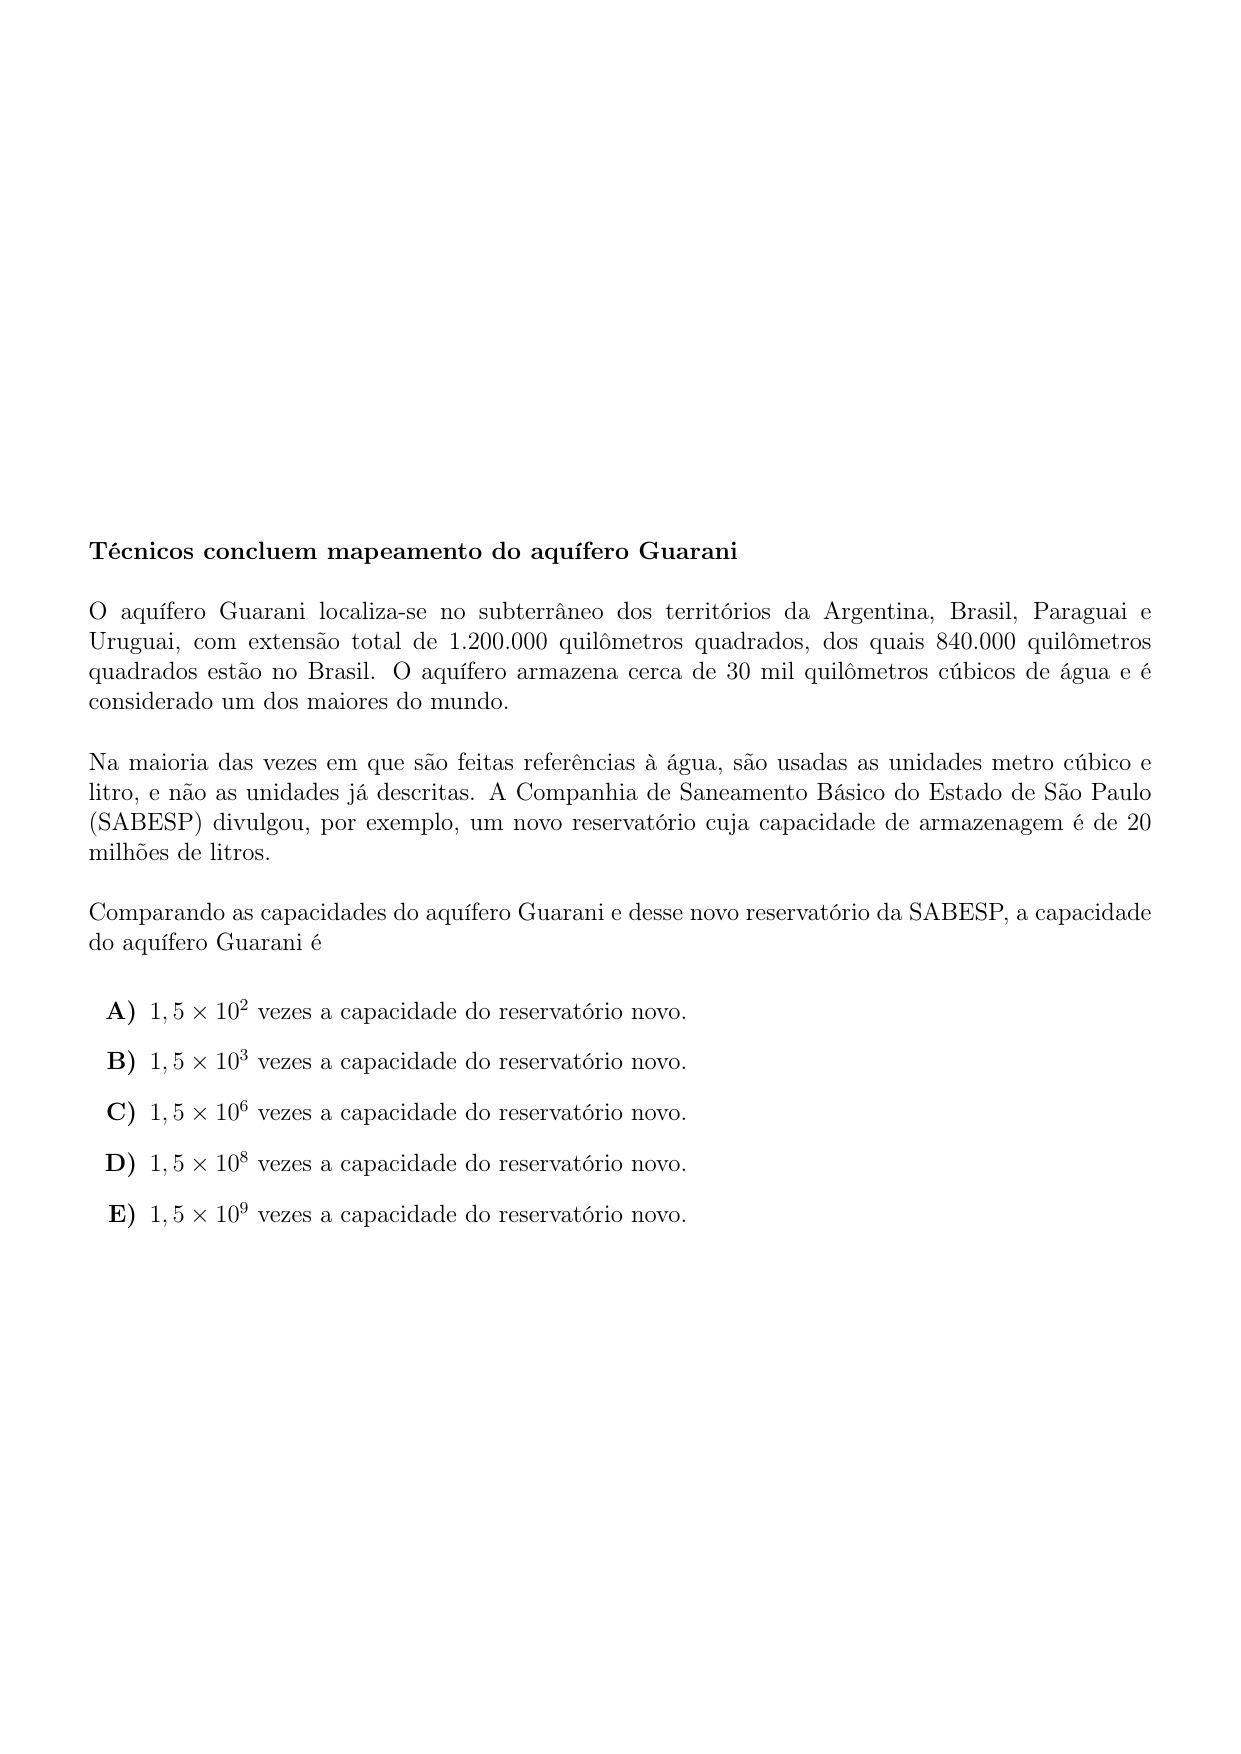 Técnicos concluem mapeamento do aquífero Guarani
O aquífero Guarani localiza-se no subterrâneo dos territórios da Argentina, Brasil, Paraguai e
Uruguai, com extensão total de 1.200.000 quilômetros quadrados, dos quais 840.000 quilômetros
quadrados estão no Brasil. O aquífero armazena cerca de 30 mil quilômetros cúbicos de água e é
considerado um dos maiores do mundo.
Na maioria das vezes em que são feitas referências à água, são usadas as unidades metro cúbico e
litro, e não as unidades já descritas. A Companhia de Saneamento Básico do Estado de São Paulo
(SABESP) divulgou, por exemplo, um novo reservatório cuja capacidade de armazenagem é de 20
milhões de litros.
Comparando as capacidades do aquífero Guarani e desse novo reservatório da SABESP, a capacidade
do aquífero Guarani é
A) 1, 5 × 10² vezes a capacidade do reservatório novo.
B) 1, 5 × 10³ vezes a capacidade do reservatório novo.
C) 1, 5 × 10⁶ vezes a capacidade do reservatório novo.
D) 1, 5 × 10⁸ vezes a capacidade do reservatório novo.
E) 1, 5 × 10⁹ vezes a capacidade do reservatório novo.